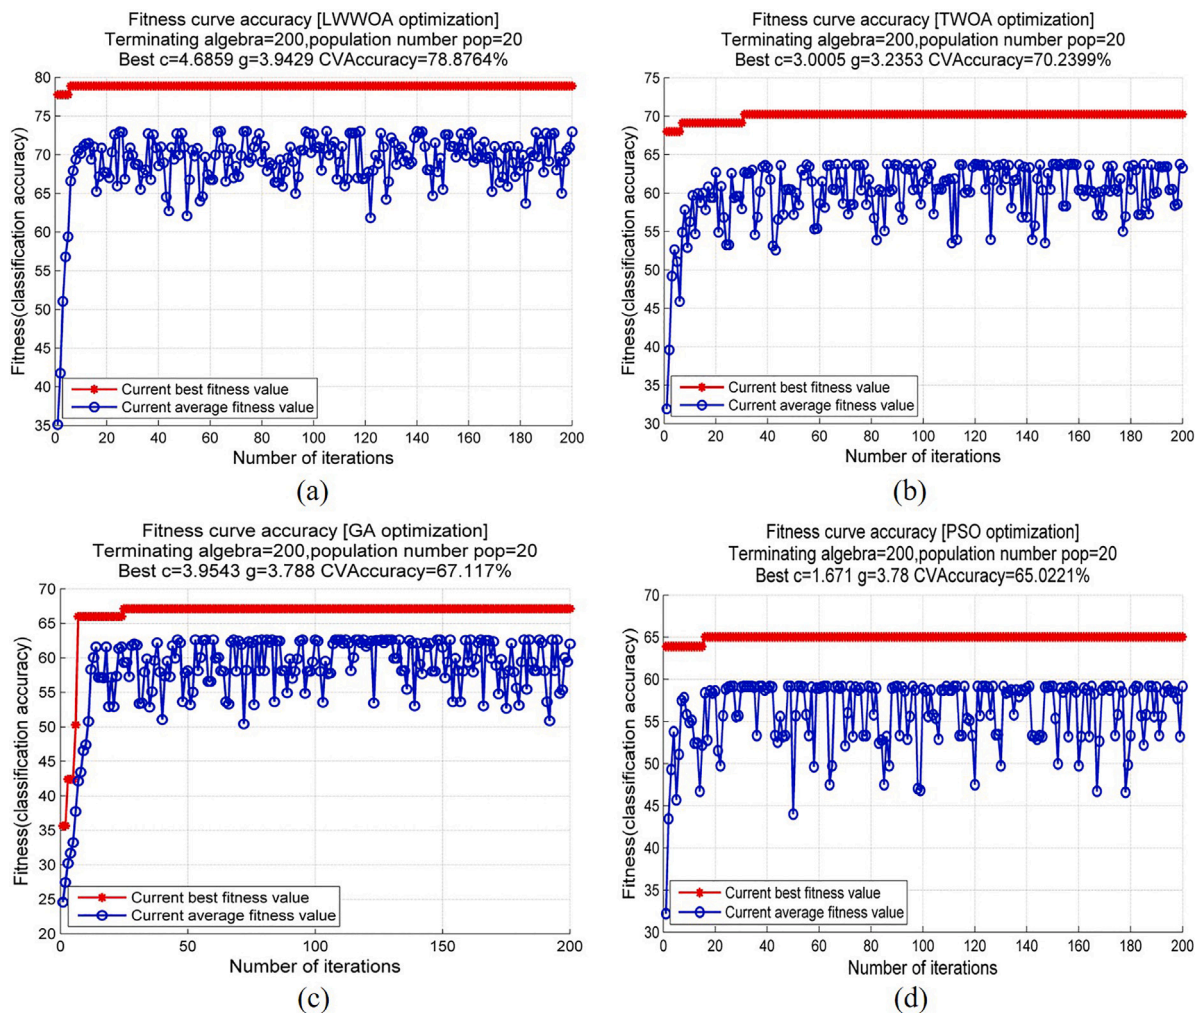 Fitness curve accuracy [LWWOA optimization]
Terminating algebra=200,population number pop=20
Best c=4.6859 g=3.9429 CVAccuracy=78.8764%
80
75
70
65
60
55
50
45
40
35
Fitness(classification accuracy)
Current best fitness value
Current average fitness value
0 20 40 60 80 100 120 140 160 180 200
Number of iterations
(a)
Fitness curve accuracy [TWOA optimization]
Terminating algebra=200,population number pop=20
Best c=3.0005 g=3.2353 CVAccuracy=70.2399%
75
70
65
60
55
50
45
40
35
30
Fitness(classification accuracy)
Current best fitness value
Current average fitness value
0 20 40 60 80 100 120 140 160 180 200
Number of iterations
(b)
Fitness curve accuracy [GA optimization]
Terminating algebra=200,population number pop=20
Best c=3.9543 g=3.788 CVAccuracy=67.117%
70
65
60
55
50
45
40
35
30
25
20
Fitness(classification accuracy)
Current best fitness value
Current average fitness value
0 50 100 150 200
Number of iterations
(c)
Fitness curve accuracy [PSO optimization]
Terminating algebra=200,population number pop=20
Best c=1.671 g=3.78 CVAccuracy=65.0221%
70
65
60
55
50
45
40
35
30
Fitness(classification accuracy)
Current best fitness value
Current average fitness value
0 20 40 60 80 100 120 140 160 180 200
Number of iterations
(d)